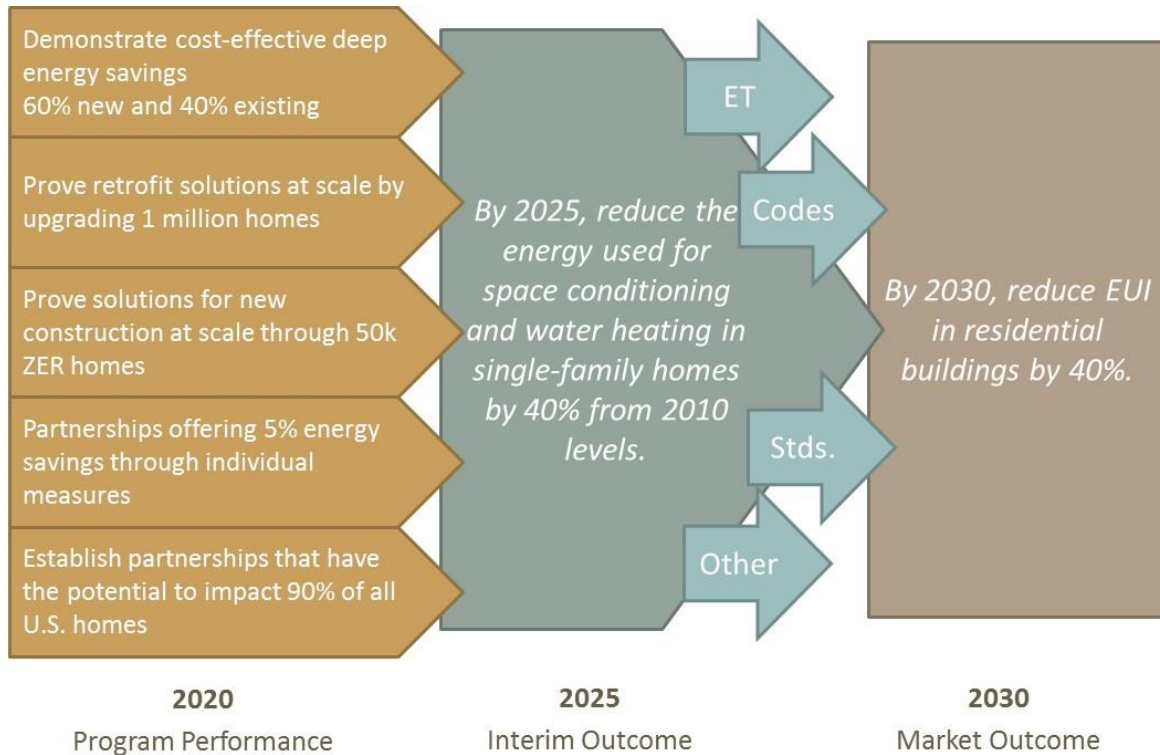 Demonstrate cost-effective deep
energy savings
60% new and 40% existing
Prove retrofit solutions at scale by
upgrading 1 million homes
Prove solutions for new
construction at scale through 50k
ZER homes
Partnerships offering 5% energy
savings through individual
measures
Establish partnerships that have
the potential to impact 90% of all
U.S. homes
By 2025, reduce the
energy used for
space conditioning
and water heating in
single-family homes
by 40% from 2010
levels.
ET
Codes
Stds.
Other
By 2030, reduce EUI
in residential
buildings by 40%.
2020
Program Performance
2025
Interim Outcome
2030
Market Outcome